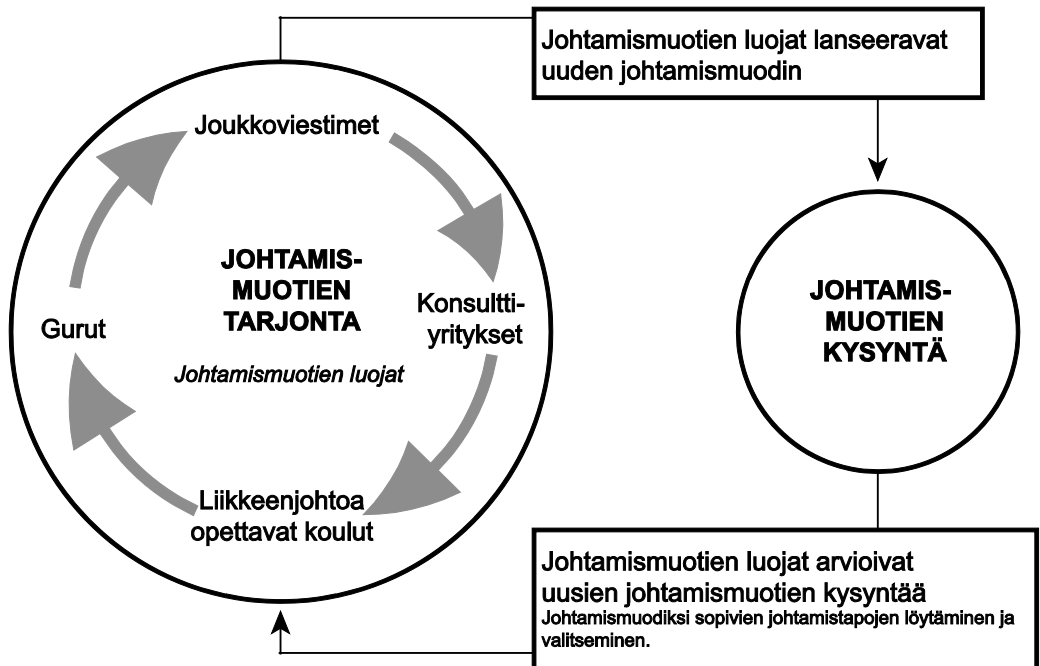 Johtamismuotien luojat lanseeravat
uuden johtamismuodin
Joukkoviestimet
JOHTAMIS-
MUOTIEN
TARJONTA
Johtamismuotien luojat
Gurut
Konsultti-
yritykset
Liikkeenjohtoa
opettavat koulut
JOHTAMIS-
MUOTIEN
KYSYNTÄ
Johtamismuotien luojat arvioivat
uusien johtamismuotien kysyntää
Johtamismuodiksi sopivien johtamistapojen löytäminen ja
valitseminen.